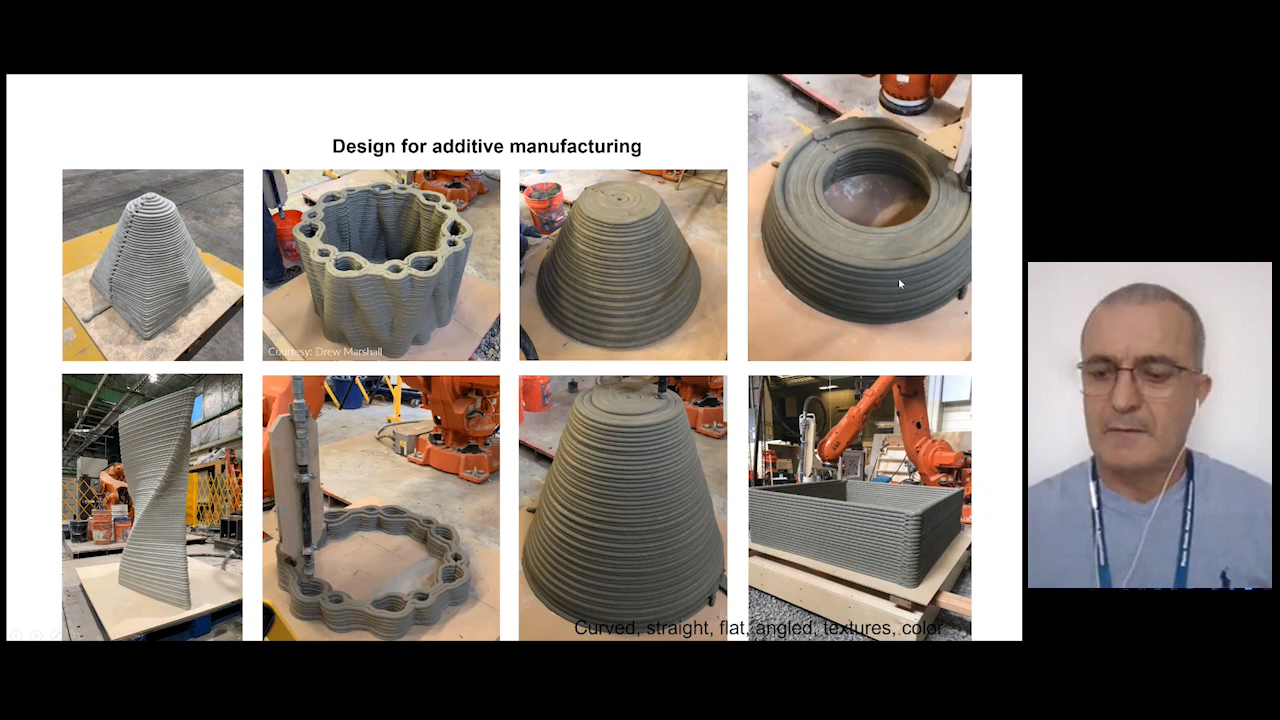 Design for additive manufacturing
Courtesy: Drew Marshall
Curved, straight, flat, angled, textures, color